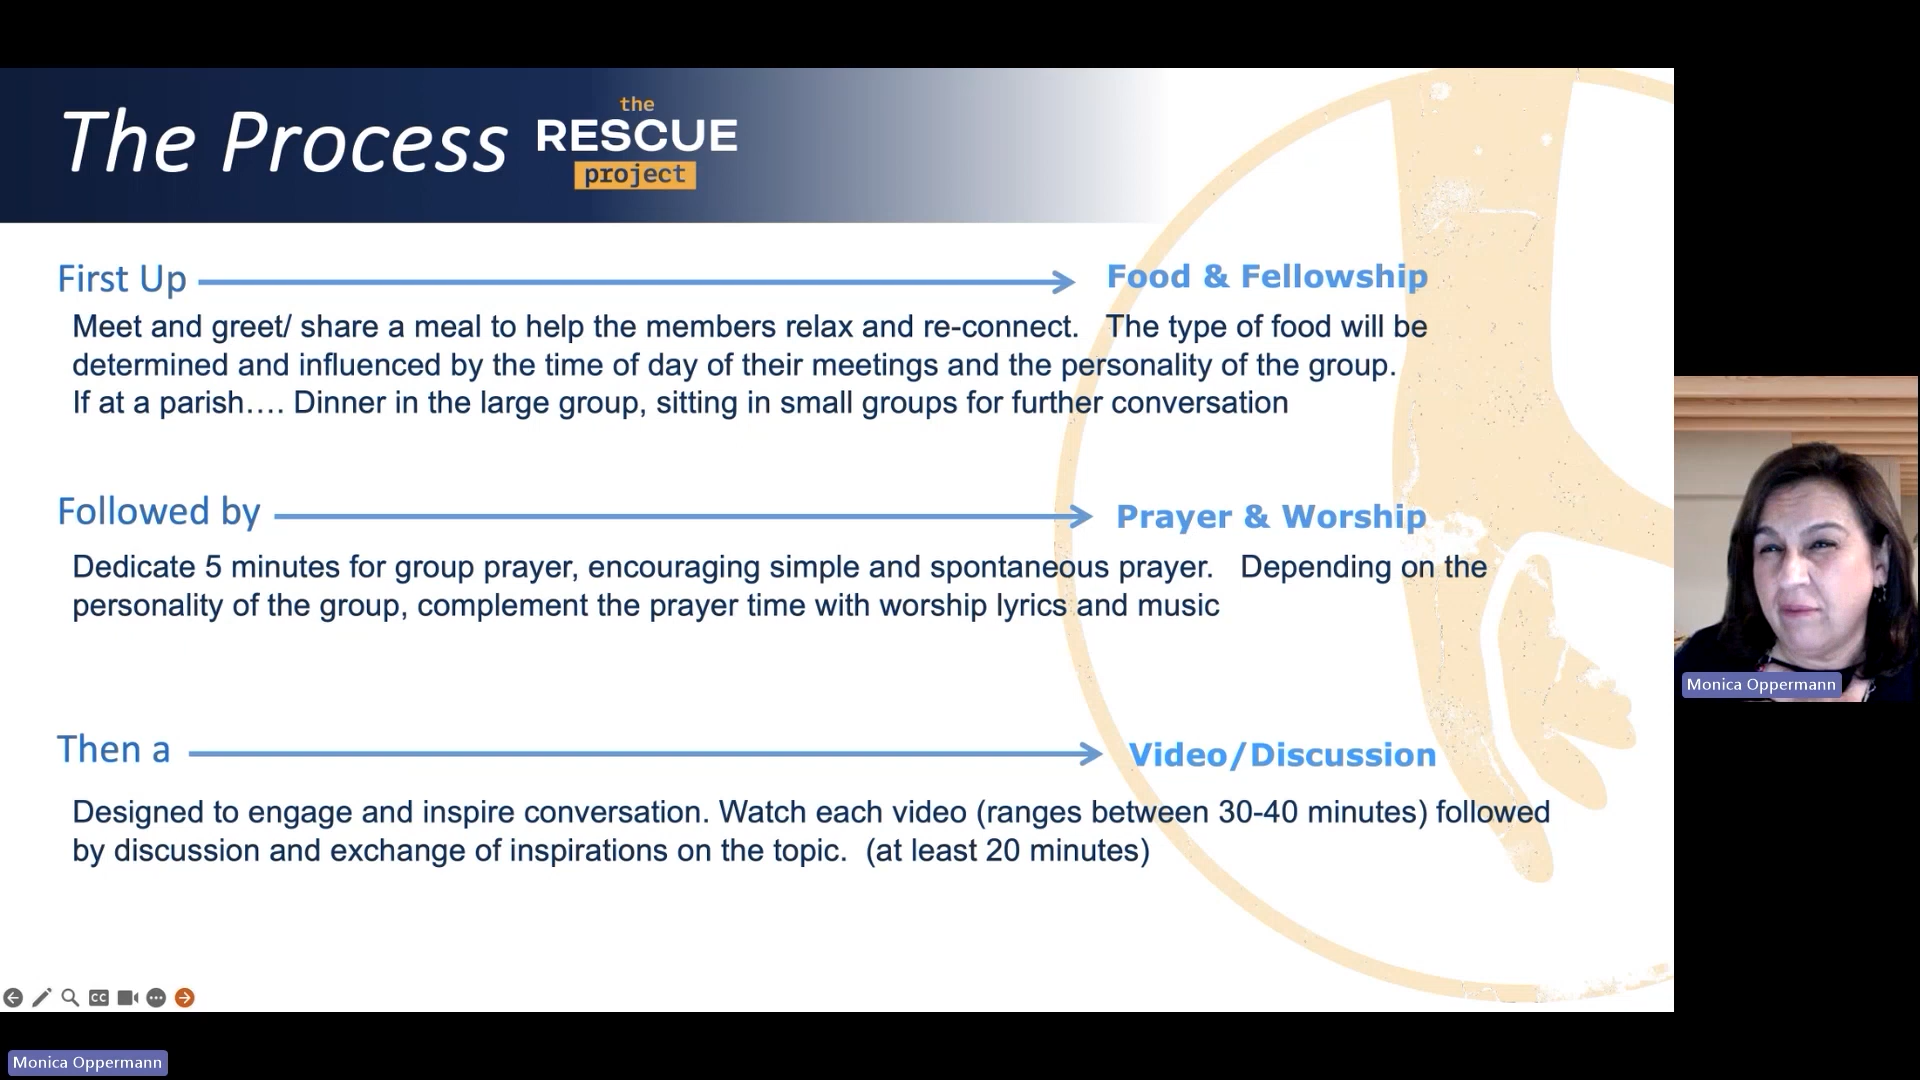 The Process
the
RESCUE
project
First Up
Food & Fellowship
Meet and greet/ share a meal to help the members relax and re-connect.   The type of food will be
determined and influenced by the time of day of their meetings and the personality of the group.
If at a parish…. Dinner in the large group, sitting in small groups for further conversation
Followed by
Prayer & Worship
Dedicate 5 minutes for group prayer, encouraging simple and spontaneous prayer.   Depending on the
personality of the group, complement the prayer time with worship lyrics and music
Monica Oppermann
Then a
Video/Discussion
Designed to engage and inspire conversation. Watch each video (ranges between 30-40 minutes) followed
by discussion and exchange of inspirations on the topic.  (at least 20 minutes)
CC
Monica Oppermann